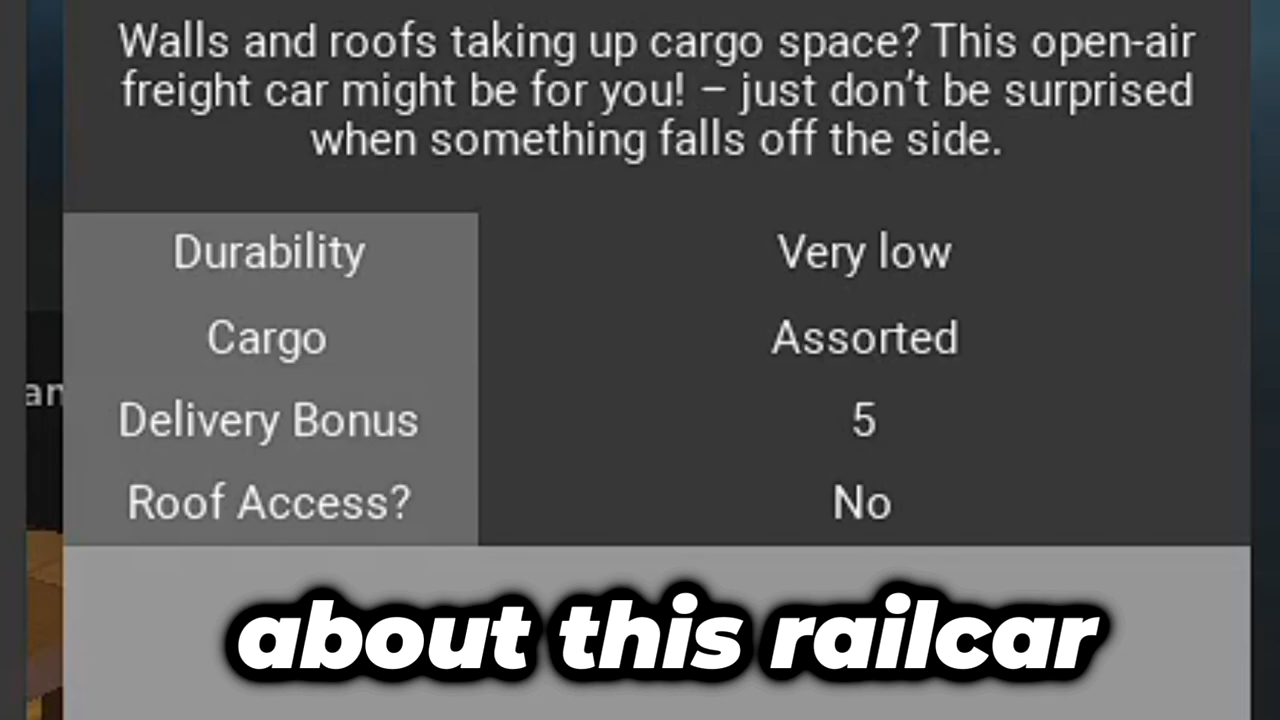 Walls and roofs taking up cargo space? This open-air
freight car might be for you! – just don't be surprised
when something falls off the side.
Durability Very low
Cargo Assorted
an
Delivery Bonus 5
Roof Access? No
about this railcar